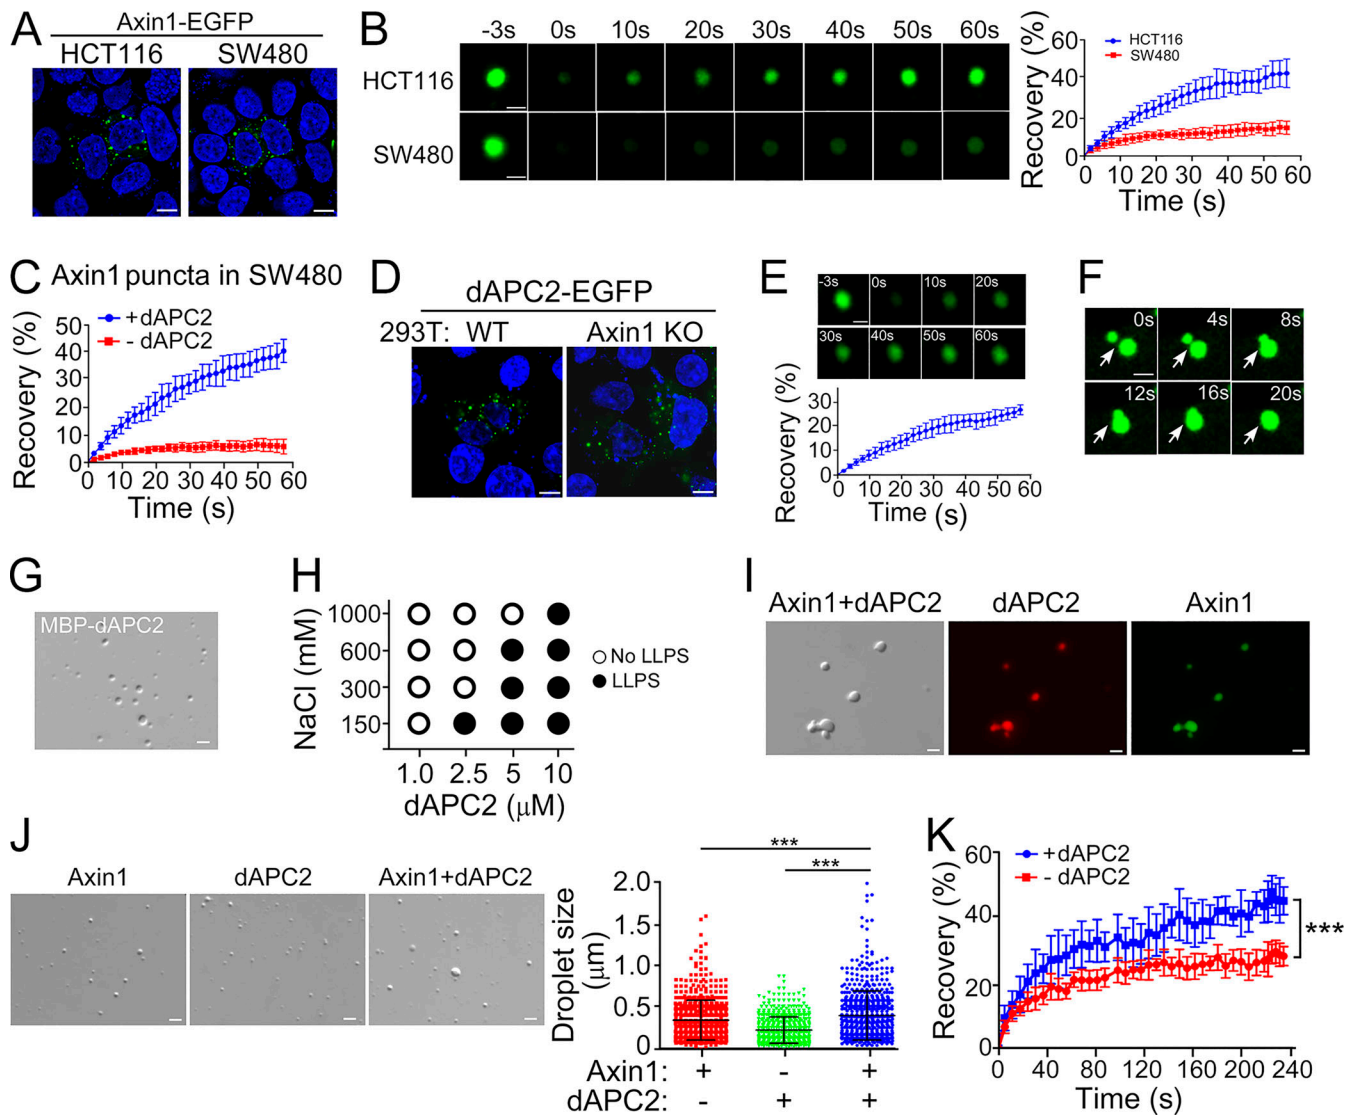 A
Axin1-EGFP
HCT116 SW480
B
-3s 0s 10s 20s 30s 40s 50s 60s
HCT116
SW480
Recovery (%)
60
40
20
0
HCT116
SW480
0 10 20 30 40 50 60
Time (s)
C Axin1 puncta in SW480
+dAPC2
- dAPC2
Recovery (%)
50
40
30
20
10
0
0 10 20 30 40 50 60
Time (s)
D
dAPC2-EGFP
293T: WT Axin1 KO
E
-3s 0s 10s 20s
30s 40s 50s 60s
Recovery (%)
30
20
10
0
0 10 20 30 40 50 60
Time (s)
F
0s 4s 8s
12s 16s 20s
G
MBP-dAPC2
H
NaCl (mM)
1000
600
300
150
No LLPS
LLPS
1.0 2.5 5 10
dAPC2 (μM)
I
Axin1+dAPC2 dAPC2 Axin1
J
Axin1 dAPC2 Axin1+dAPC2
***
***
Droplet size
(μm)
2.0
1.5
1.0
0.5
0
Axin1: + - +
dAPC2: - + +
K
+dAPC2
- dAPC2
Recovery (%)
60
40
20
0
***
0 40 80 120 160 200 240
Time (s)